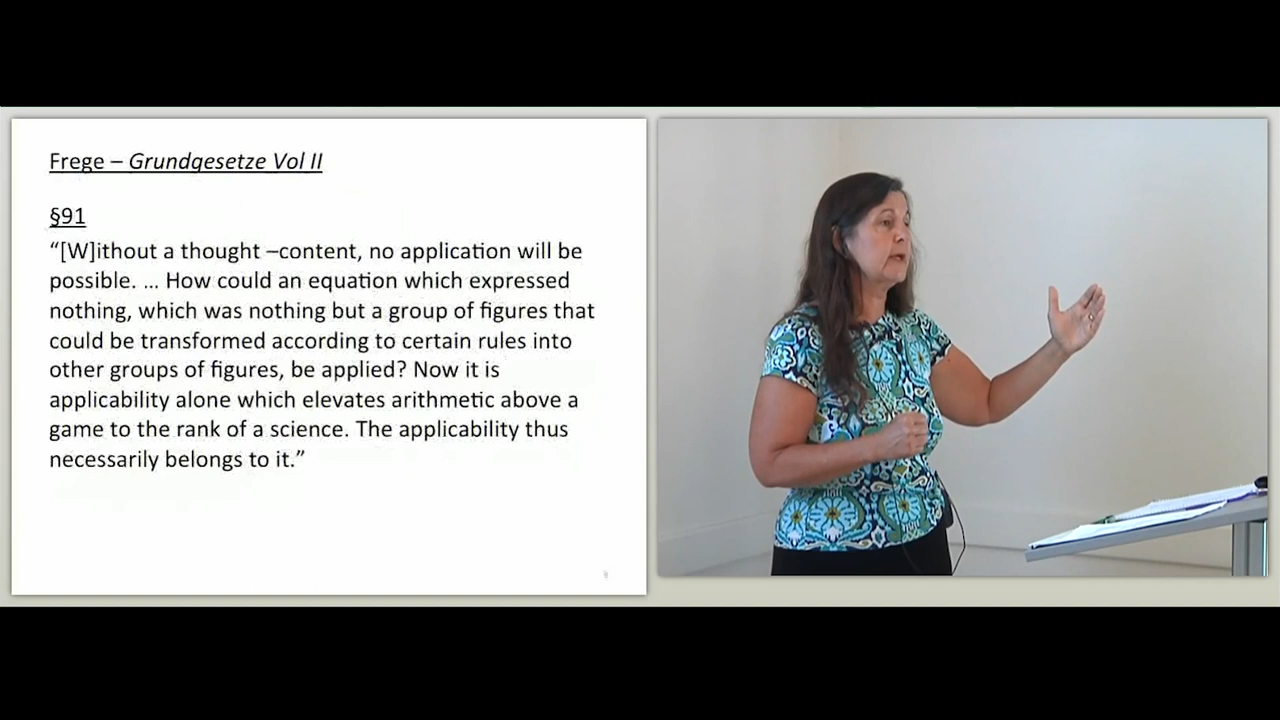 Frege – Grundgesetze Vol II
§91
“[W]ithout a thought –content, no application will be
possible. ... How could an equation which expressed
nothing, which was nothing but a group of figures that
could be transformed according to certain rules into
other groups of figures, be applied? Now it is
applicability alone which elevates arithmetic above a
game to the rank of a science. The applicability thus
necessarily belongs to it.”